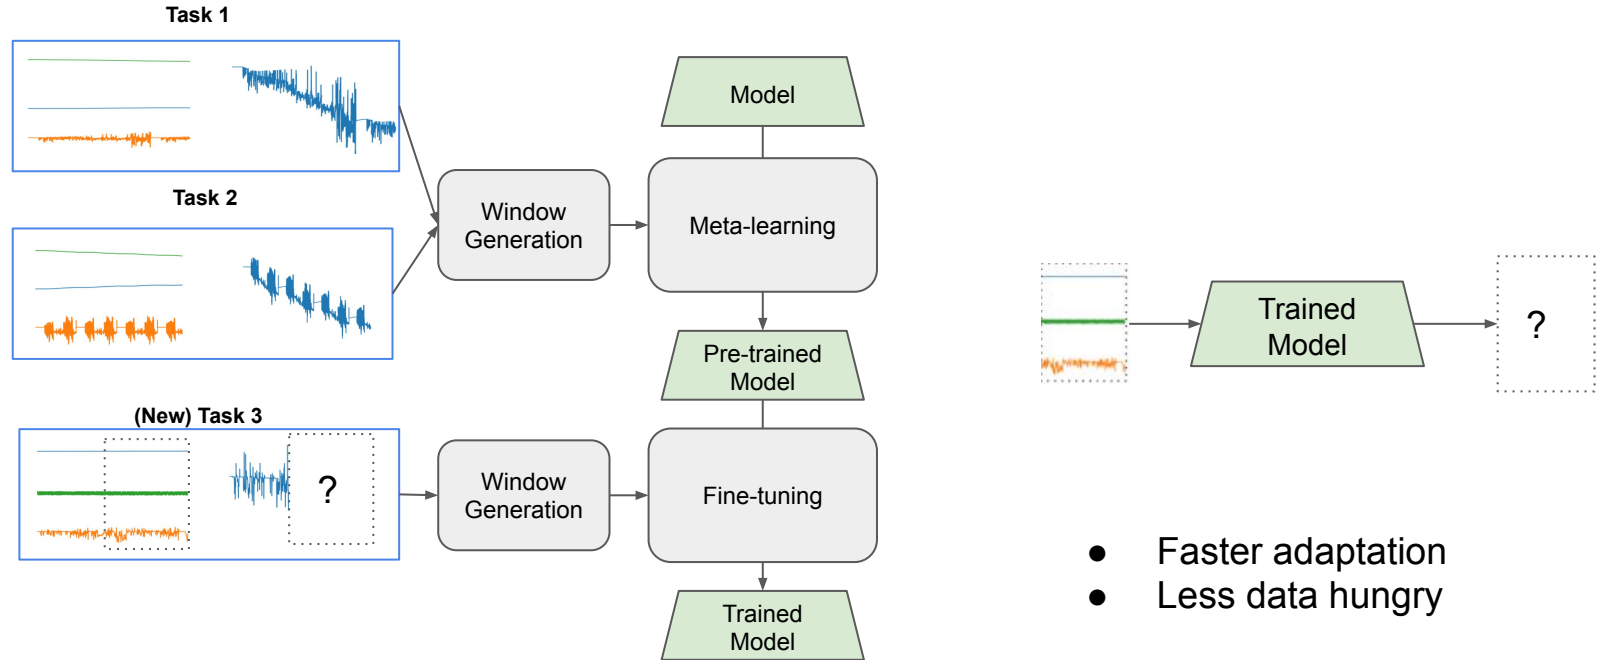 Task 1
Task 2
(New) Task 3
?
Window
Generation
Window
Generation
Model
Meta-learning
Pre-trained
Model
Fine-tuning
Trained
Model
Trained
Model
?
● Faster adaptation
● Less data hungry